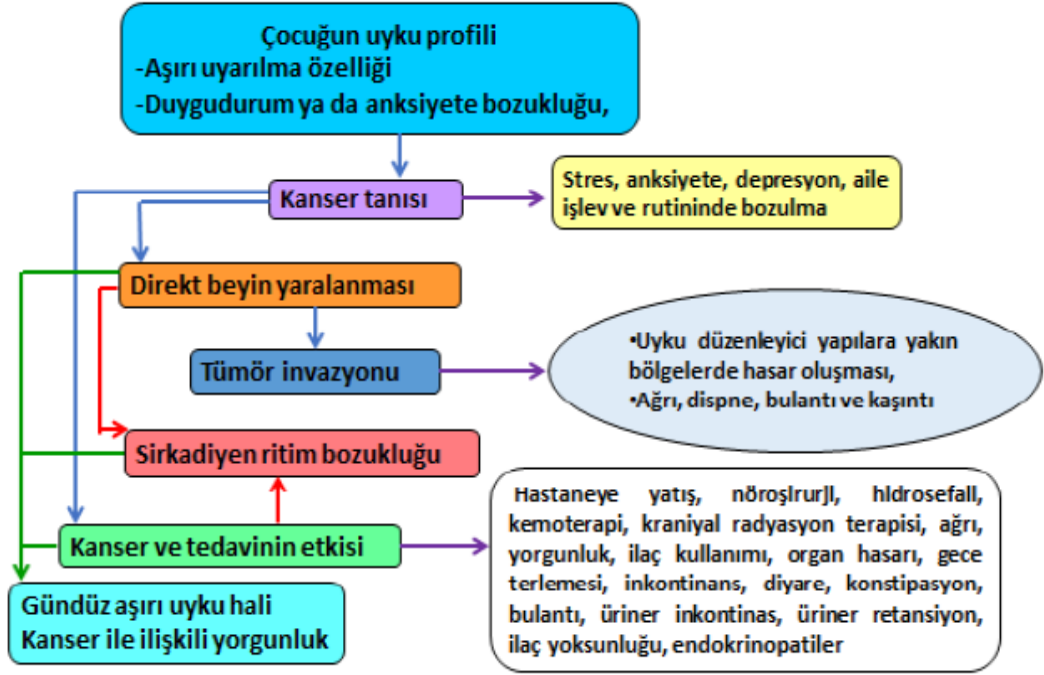 Çocuğun uyku profili
-Aşırı uyarılma özelliği
-Duygudurum ya da anksiyete bozukluğu,
Kanser tanısı
Stres, anksiyete, depresyon, aile
işlev ve rutininde bozulma
Direkt beyin yaralanması
Tümör invazyonu
•Uyku düzenleyici yapılara yakın
bölgelerde hasar oluşması,
•Ağrı, dispne, bulantı ve kaşıntı
Sirkadiyen ritim bozukluğu
Kanser ve tedavinin etkisi
Hastaneye yatış, nöroşirurji, hidrosefali,
kemoterapi, kraniyal radyasyon terapisi, ağrı,
yorgunluk, ilaç kullanımı, organ hasarı, gece
terlemesi, inkontinans, diyare, konstipasyon,
bulantı, üriner inkontinas, üriner retansiyon,
ilaç yoksunluğu, endokrinopatiler
Gündüz aşırı uyku hali
Kanser ile ilişkili yorgunluk